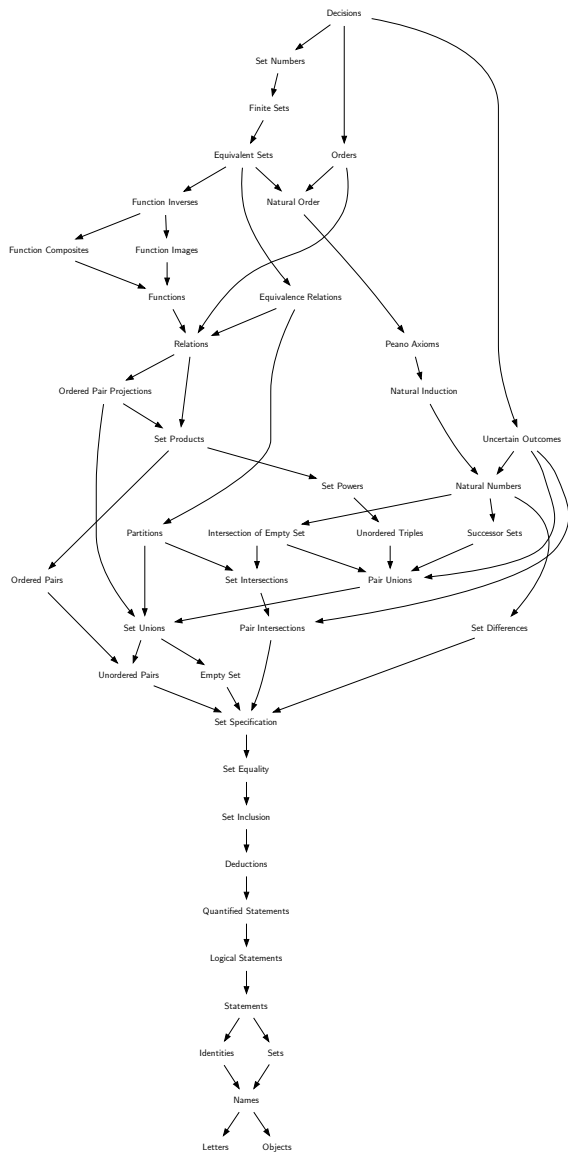 Decisions
Set Numbers
Finite Sets
Equivalent Sets
Orders
Function Inverses
Natural Order
Function Composites
Function Images
Functions
Equivalence Relations
Relations
Peano Axioms
Ordered Pair Projections
Natural Induction
Set Products
Uncertain Outcomes
Set Powers
Natural Numbers
Partitions
Intersection of Empty Set
Unordered Triples
Successor Sets
Ordered Pairs
Set Intersections
Pair Unions
Set Unions
Pair Intersections
Set Differences
Unordered Pairs
Empty Set
Set Specification
Set Equality
Set Inclusion
Deductions
Quantified Statements
Logical Statements
Statements
Identities
Sets
Names
Letters
Objects